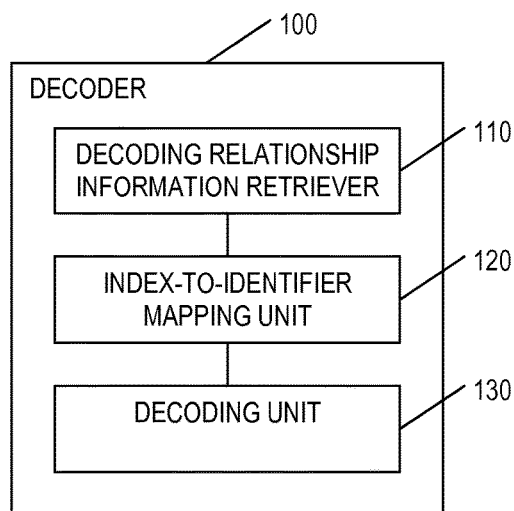 100
DECODER
DECODING RELATIONSHIP
INFORMATION RETRIEVER
110
INDEX-TO-IDENTIFIER
MAPPING UNIT
120
DECODING UNIT
130